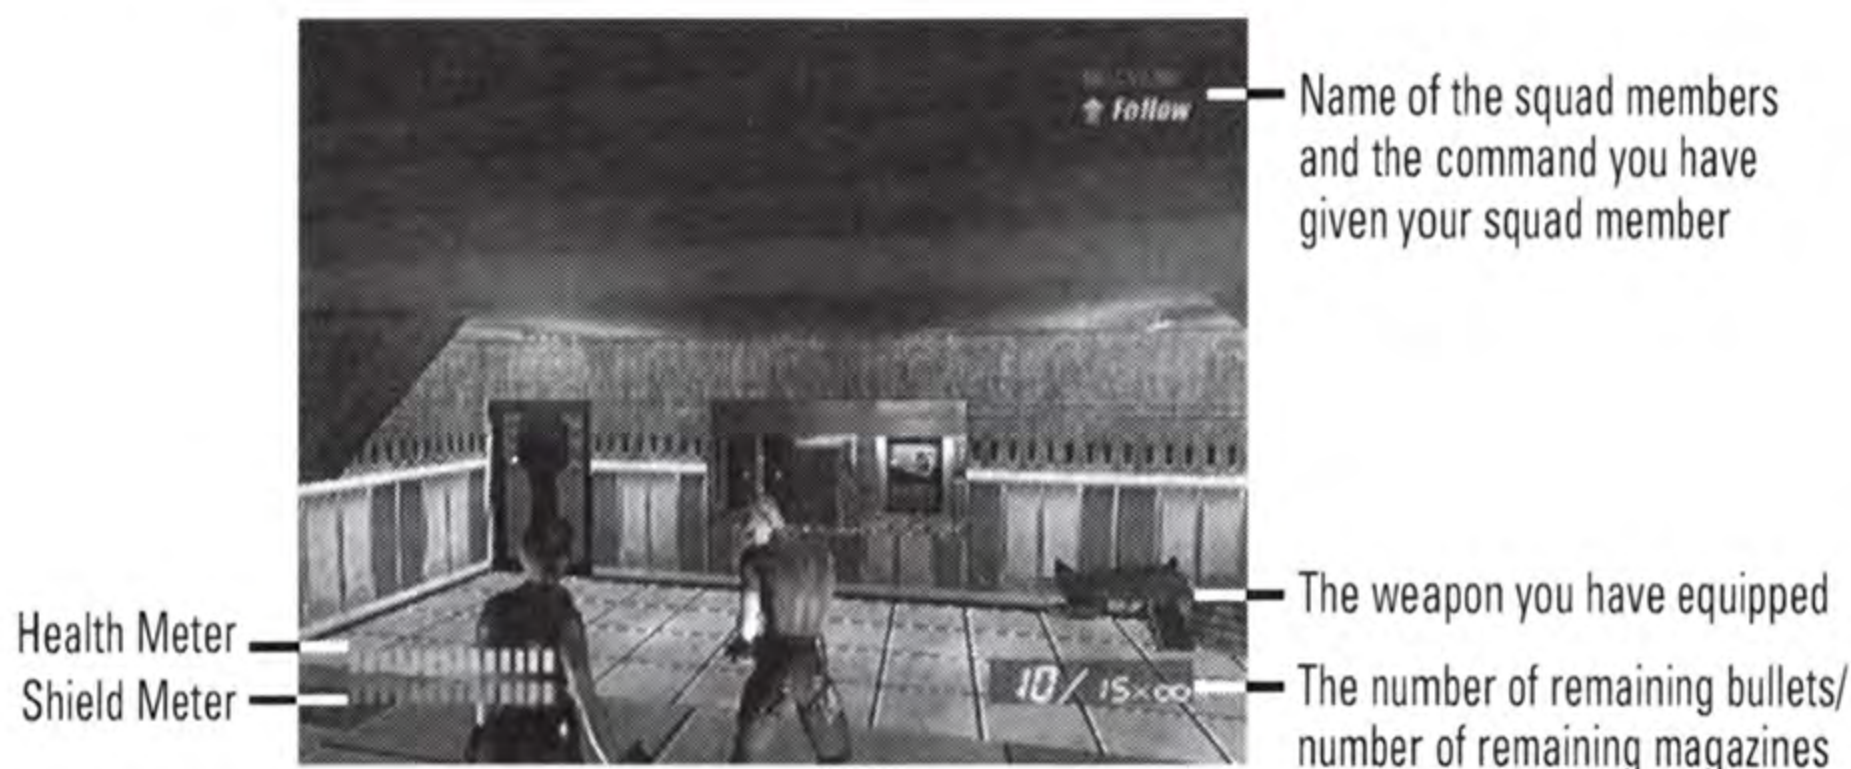 Follow
Name of the squad members
and the command you have
given your squad member
The weapon you have equipped
Health Meter
Shield Meter
10/15x∞
The number of remaining bullets/
number of remaining magazines